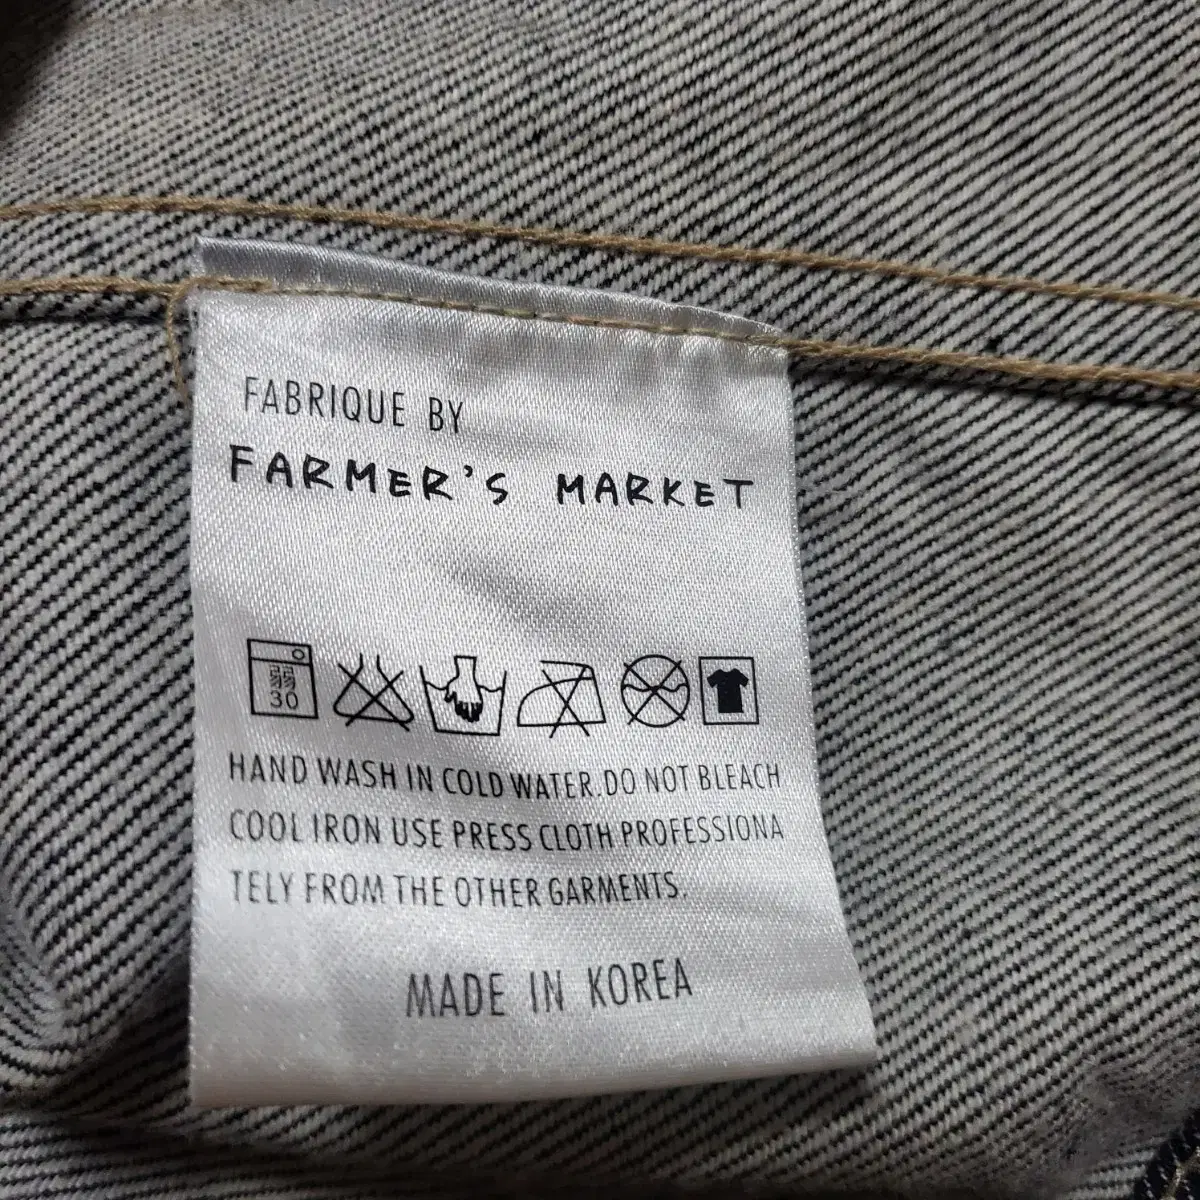 FABRIQUE BY
FARMER'S MARKET
30
HAND WASH IN COLD WATER.DO NOT BLEACH
COOL IRON USE PRESS CLOTH PROFESSIONA
TELY FROM THE OTHER GARMENTS.
MADE IN KOREA